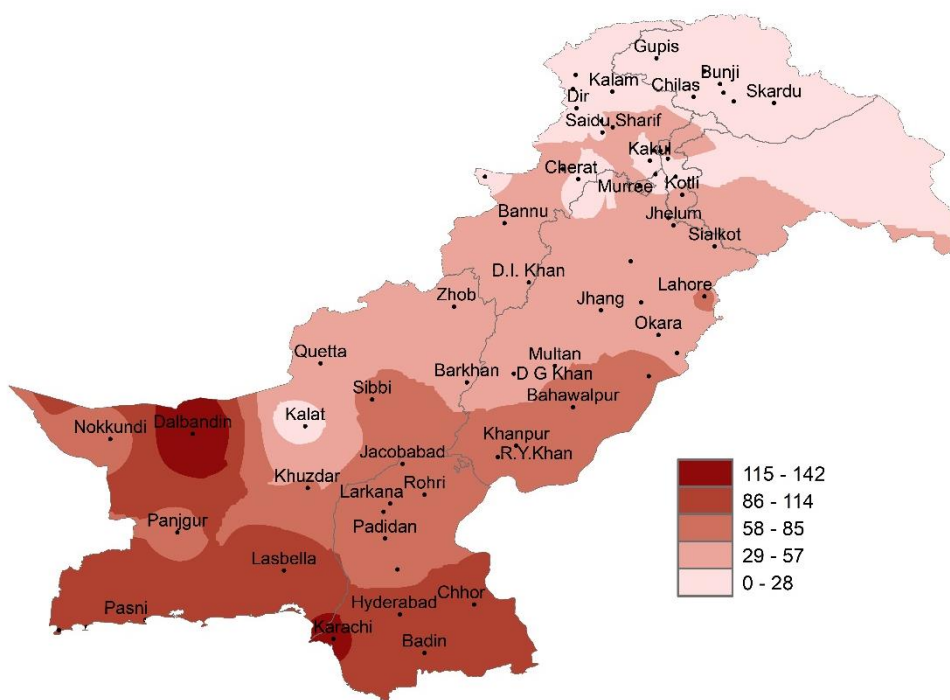 Gupis
Kalam
Chilas
Bunji
Skardu
Dir
Saidu Sharif
Kakul
Cherat
Murree
Kotli
Bannu
Jhelum
Sialkot
D.I. Khan
Zhob
Jhang
Lahore
Okara
Quetta
Multan
Barkhan
D G Khan
Sibbi
Bahawalpur
Kalat
Nokkundi
Dalbandin
Khanpur
R.Y.Khan
Jacobabad
Khuzdar
Larkana
Rohri
Panjgur
Padidan
Lasbella
Pasni
Hyderabad
Chhor
Karachi
Badin
115 - 142
86 - 114
58 - 85
29 - 57
0 - 28